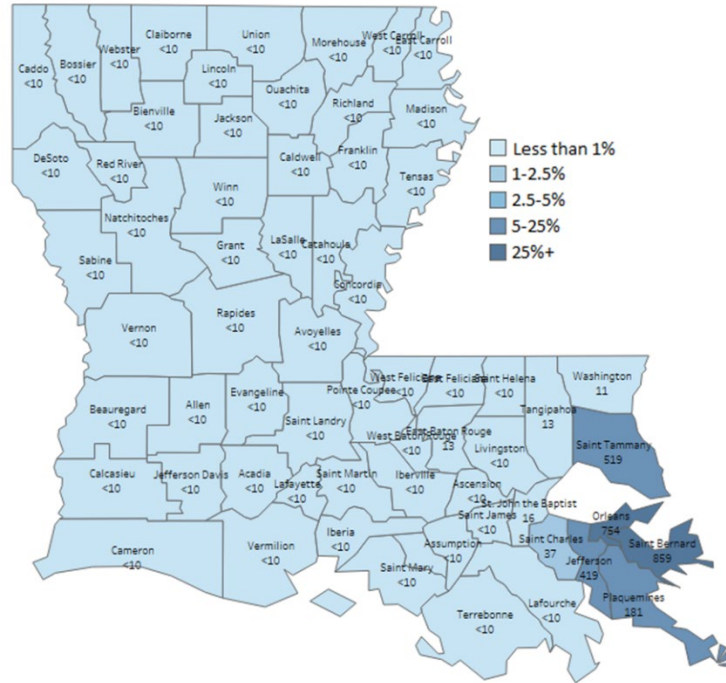 Caddo
<10
Bossier
<10
Webster
<10
Claiborne
<10
Union
<10
Morehouse
<10
West Carroll
<10
East Carroll
<10
Lincoln
<10
Ouachita
<10
Richland
<10
Madison
<10
Bienville
<10
Jackson
<10
DeSoto
<10
Red River
<10
Caldwell
<10
Franklin
<10
Tensas
<10
Winn
<10
Natchitoches
<10
Sabine
<10
Grant
<10
LaSalle
<10
Catahoula
<10
Concordia
<10
Vernon
<10
Rapides
<10
Avoyelles
<10
Less than 1%
1-2.5%
2.5-5%
5-25%
25%+
Beauregard
<10
Allen
<10
Evangeline
<10
Saint Landry
<10
Pointe Coupee
<10
West Feliciana
<10
East Feliciana
<10
Saint Helena
<10
Tangipahoa
13
Washington
11
Saint Tammany
519
West Baton Rouge
<10
East Baton Rouge
13
Livingston
<10
Calcasieu
<10
Jefferson Davis
<10
Acadia
<10
Lafayette
<10
Saint Martin
<10
Iberville
<10
Ascension
<10
St. John the Baptist
16
Saint James
<10
Orleans
754
Saint Bernard
859
Saint Charles
37
Jefferson
419
Plaquemines
181
Cameron
<10
Vermilion
<10
Iberia
<10
Saint Mary
<10
Assumption
<10
Terrebonne
<10
Lafourche
<10